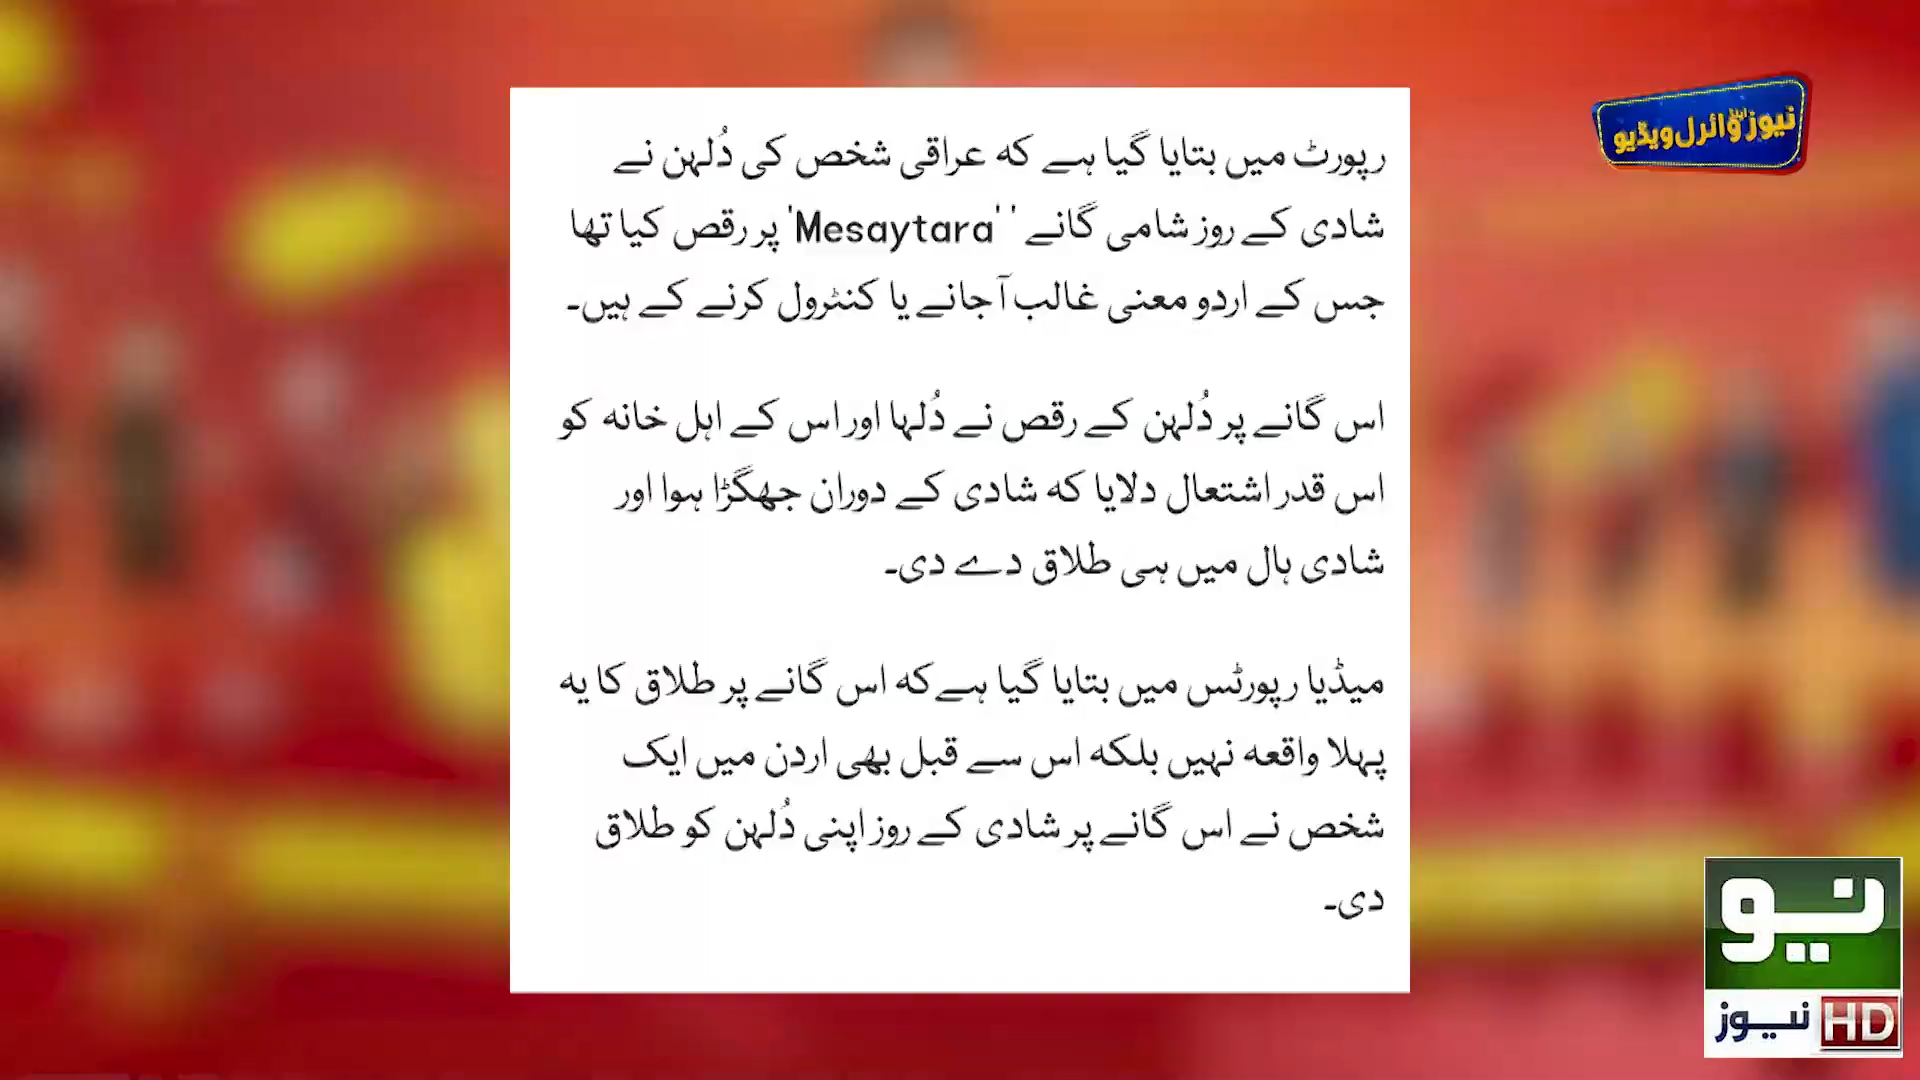 نیوز اینڈ وائرل ویڈیو
رپورٹ میں بتایا گیا ہے کہ عراقی شخص کی دُلہن نے
شادی کے روز شامی گانے ''Mesaytara' پر رقص کیا تھا
جس کے اردو معنی غالب آ جانے یا کنٹرول کرنے کے ہیں۔
اس گانے پر دُلہن کے رقص نے دُلہا اور اس کے اہل خانہ کو
اس قدر اشتعال دلایا کہ شادی کے دوران جھگڑا ہوا اور
شادی ہال میں ہی طلاق دے دی۔
میڈیا رپورٹس میں بتایا گیا ہےکہ اس گانے پر طلاق کا یہ
پہلا واقعہ نہیں بلکہ اس سے قبل بھی اردن میں ایک
شخص نے اس گانے پر شادی کے روز اپنی دُلہن کو طلاق
دی۔
نیو
نیوز HD